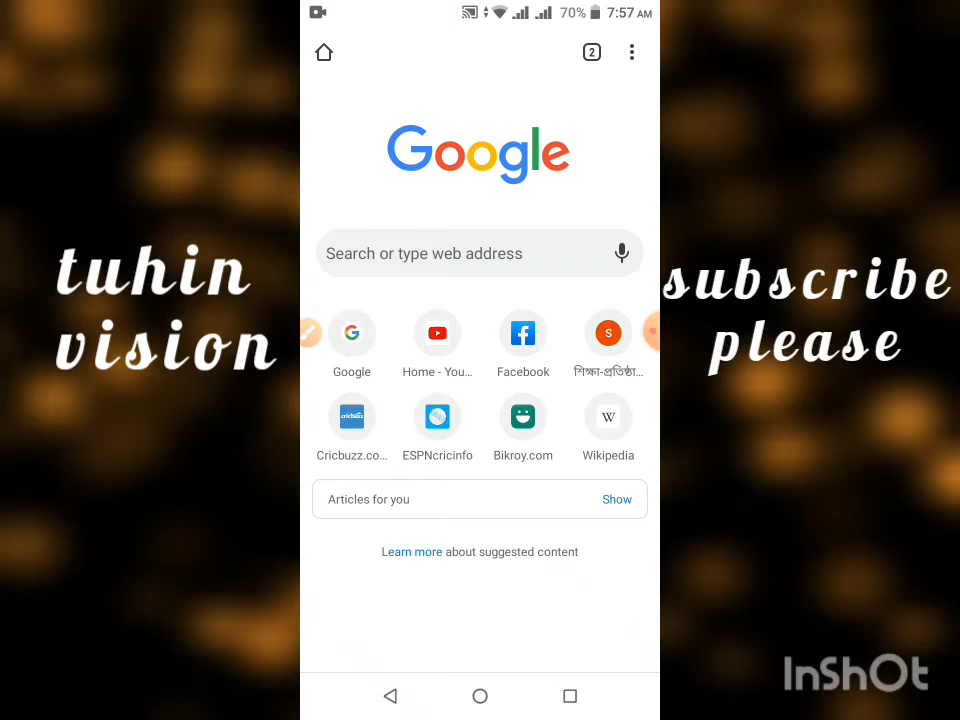 70% 7:57 AM
2
Google
Search or type web address
S
Google
Home - You...
Facebook
শিক্ষা-প্রতিষ্ঠা...
cricbuzz
W
Cricbuzz.co...
ESPNcricinfo
Bikroy.com
Wikipedia
Articles for you
Show
Learn more about suggested content
tuhin
vision
subscribe
please
InShOt